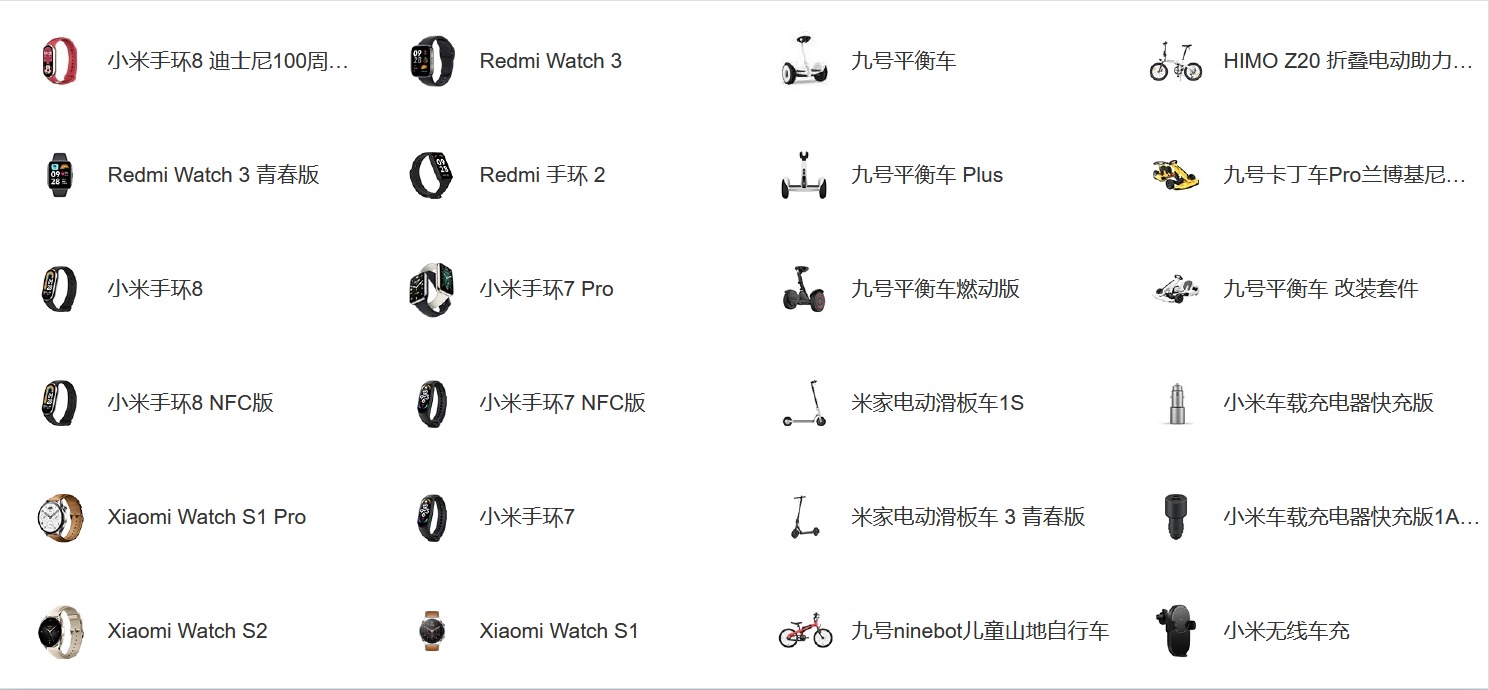 小米手环8 迪士尼100周…
Redmi Watch 3
九号平衡车
HIMO Z20 折叠电动助力…
Redmi Watch 3 青春版
Redmi 手环 2
九号平衡车 Plus
九号卡丁车Pro兰博基尼…
小米手环8
小米手环7 Pro
九号平衡车燃动版
九号平衡车 改装套件
小米手环8 NFC版
小米手环7 NFC版
米家电动滑板车1S
小米车载充电器快充版
Xiaomi Watch S1 Pro
小米手环7
米家电动滑板车 3 青春版
小米车载充电器快充版1A…
Xiaomi Watch S2
Xiaomi Watch S1
九号ninebot儿童山地自行车
小米无线车充